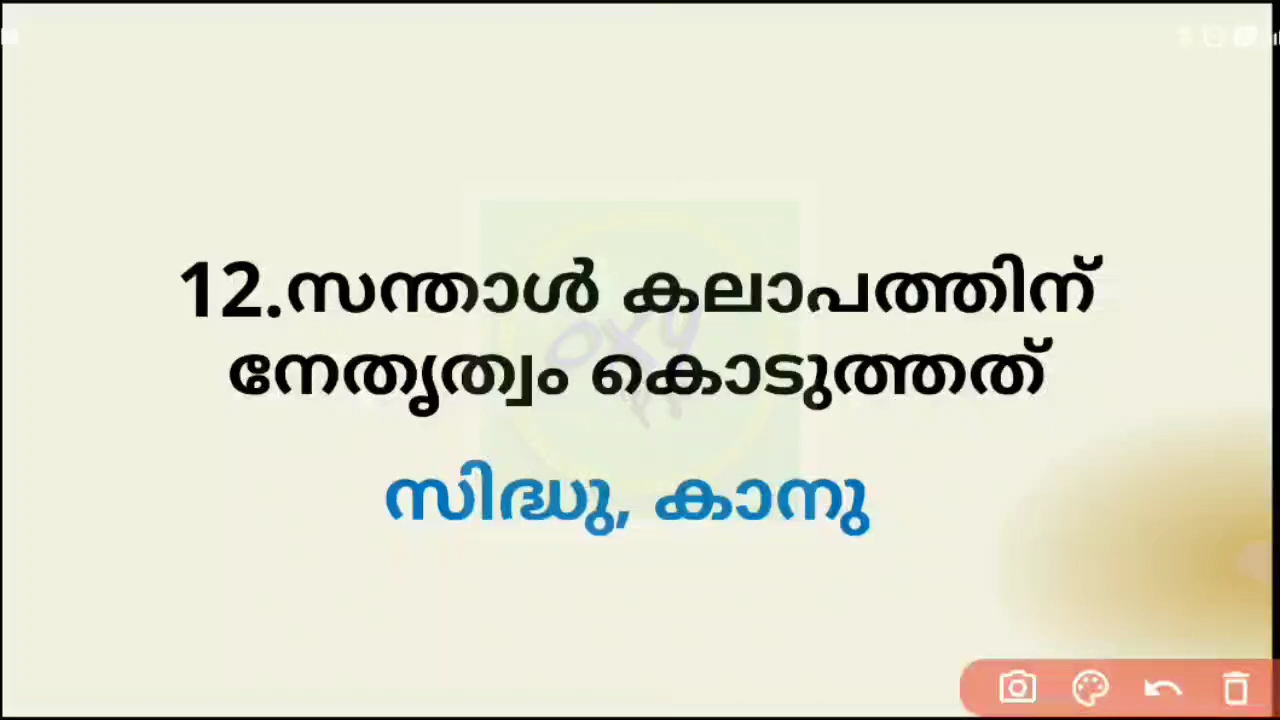 12.സന്താൾ കലാപത്തിന്
നേതൃത്വം കൊടുത്തത്
സിദ്ധു, കാനു